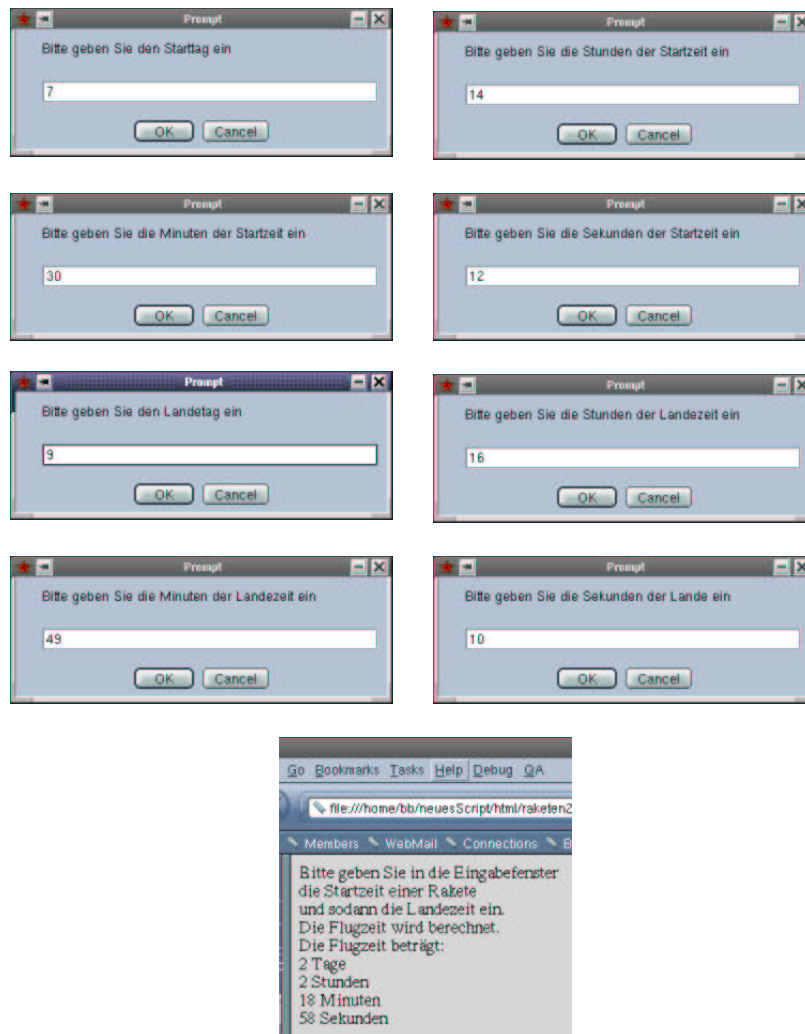 Prompt
Bitte geben Sie den Starttag ein
7
OK Cancel
Prompt
Bitte geben Sie die Stunden der Startzeit ein
14
OK Cancel
Prompt
Bitte geben Sie die Minuten der Startzeit ein
30
OK Cancel
Prompt
Bitte geben Sie die Sekunden der Startzeit ein
12
OK Cancel
Prompt
Bitte geben Sie den Landetag ein
9
OK Cancel
Prompt
Bitte geben Sie die Stunden der Landezeit ein
16
OK Cancel
Prompt
Bitte geben Sie die Minuten der Landezeit ein
49
OK Cancel
Prompt
Bitte geben Sie die Sekunden der Lande ein
10
OK Cancel
Go Bookmarks Tasks Help Debug QA
file:///home/bb/neuesScript/html/raketen2
Members WebMail Connections B
Bitte geben Sie in die Eingabefenster
die Startzeit einer Rakete
und sodann die Landezeit ein.
Die Flugzeit wird berechnet.
Die Flugzeit beträgt:
2 Tage
2 Stunden
18 Minuten
58 Sekunden